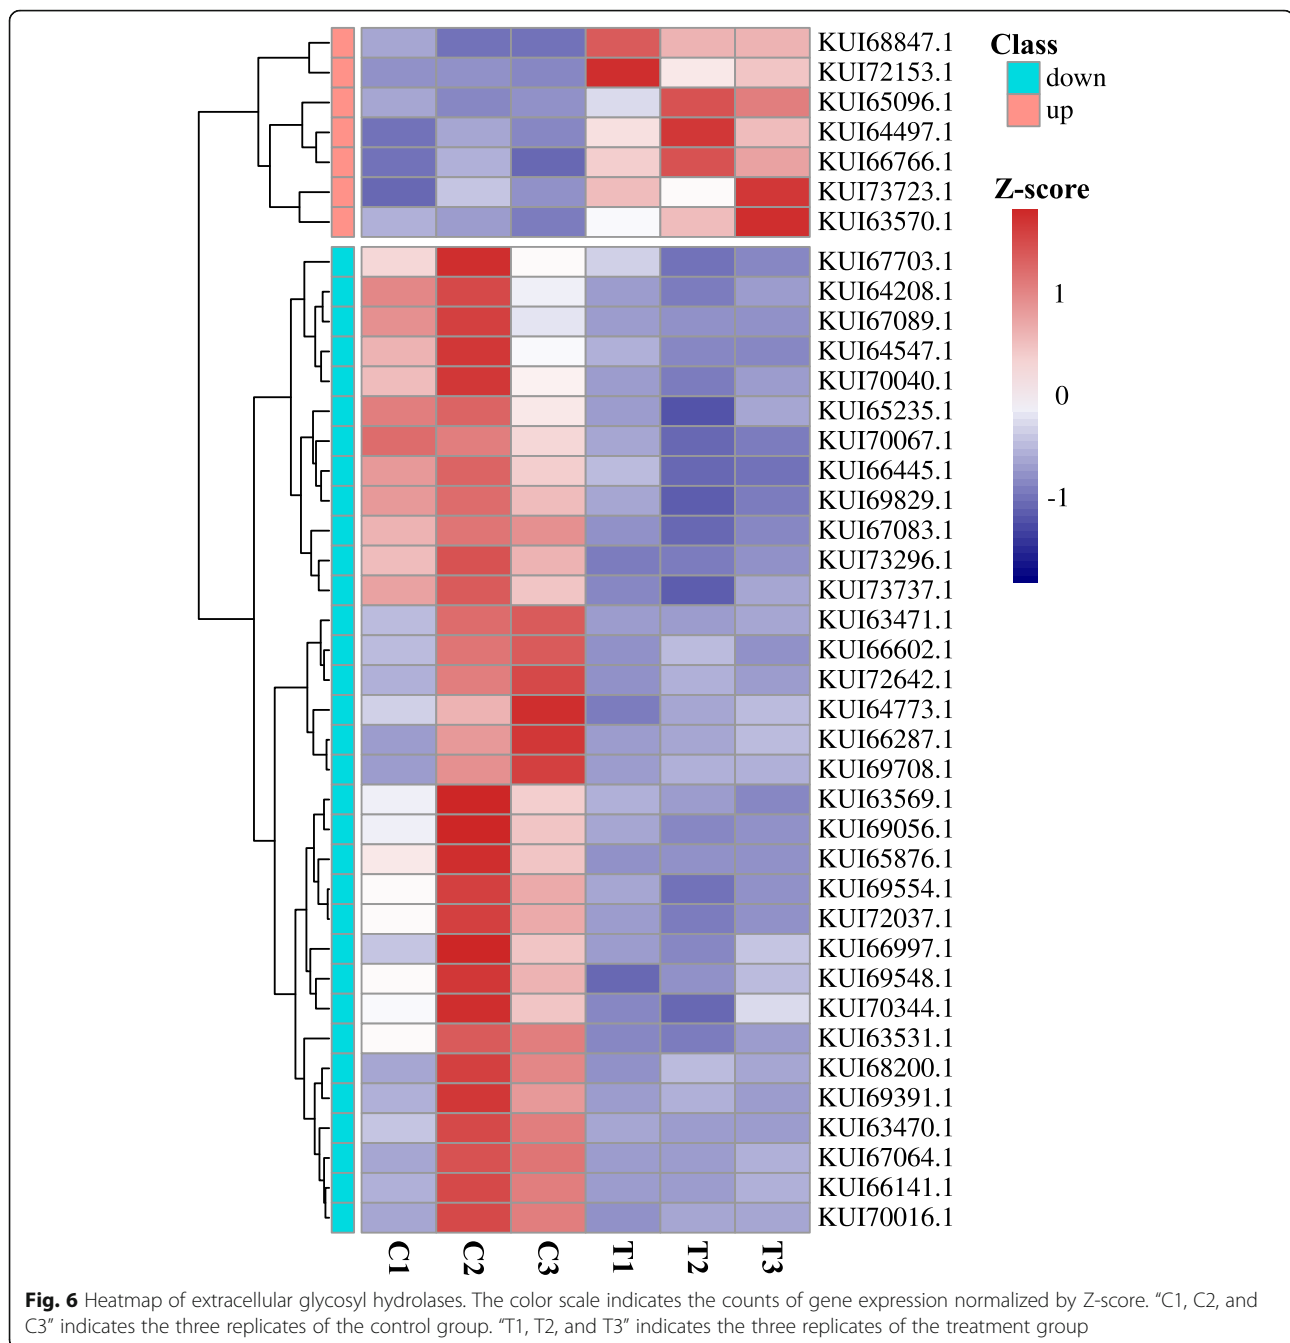 KUI68847.1
KUI72153.1
KUI65096.1
KUI64497.1
KUI66766.1
KUI73723.1
KUI63570.1
KUI67703.1
KUI64208.1
KUI67089.1
KUI64547.1
KUI70040.1
KUI65235.1
KUI70067.1
KUI66445.1
KUI69829.1
KUI67083.1
KUI73296.1
KUI73737.1
KUI63471.1
KUI66602.1
KUI72642.1
KUI64773.1
KUI66287.1
KUI69708.1
KUI63569.1
KUI69056.1
KUI65876.1
KUI69554.1
KUI72037.1
KUI66997.1
KUI69548.1
KUI70344.1
KUI63531.1
KUI68200.1
KUI69391.1
KUI63470.1
KUI67064.1
KUI66141.1
KUI70016.1
Class
down
up
Z-score
1
0
-1
C1 C2 C3 T1 T2 T3
Fig. 6 Heatmap of extracellular glycosyl hydrolases. The color scale indicates the counts of gene expression normalized by Z-score. “C1, C2, and
C3” indicates the three replicates of the control group. “T1, T2, and T3” indicates the three replicates of the treatment group